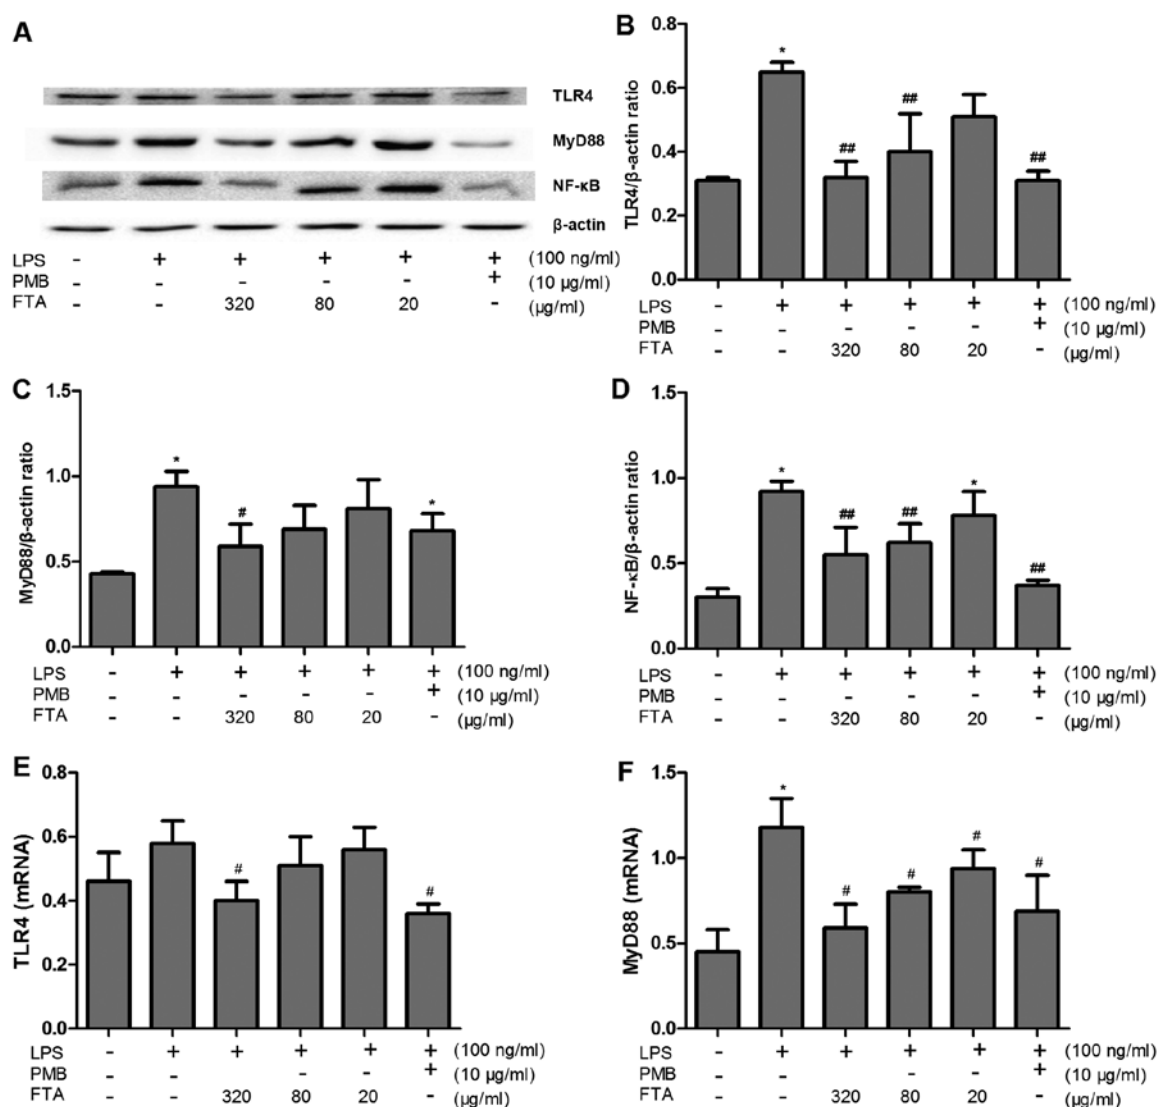 A
TLR4
MyD88
NF-κB
β-actin
LPS - + + + + + (100 ng/ml)
PMB - - - - - + (10 µg/ml)
FTA - - 320 80 20 - (µg/ml)
B
TLR4/β-actin ratio
0.8
0.6
0.4
0.2
0.0
* ## ## ##
LPS - + + + + + (100 ng/ml)
PMB - - - - - + (10 µg/ml)
FTA - - 320 80 20 - (µg/ml)
C
MyD88/β-actin ratio
1.5
1.0
0.5
0.0
* # *
LPS - + + + + + (100 ng/ml)
PMB - - - - - + (10 µg/ml)
FTA - - 320 80 20 - (µg/ml)
D
NF-κB/β-actin ratio
1.5
1.0
0.5
0.0
* ## ## * ##
LPS - + + + + + (100 ng/ml)
PMB - - - - - + (10 µg/ml)
FTA - - 320 80 20 - (µg/ml)
E
TLR4 (mRNA)
0.8
0.6
0.4
0.2
0.0
# #
LPS - + + + + + (100 ng/ml)
PMB - - - - - + (10 µg/ml)
FTA - - 320 80 20 - (µg/ml)
F
MyD88 (mRNA)
1.5
1.0
0.5
0.0
* # # # #
LPS - + + + + + (100 ng/ml)
PMB - - - - - + (10 µg/ml)
FTA - - 320 80 20 - (µg/ml)